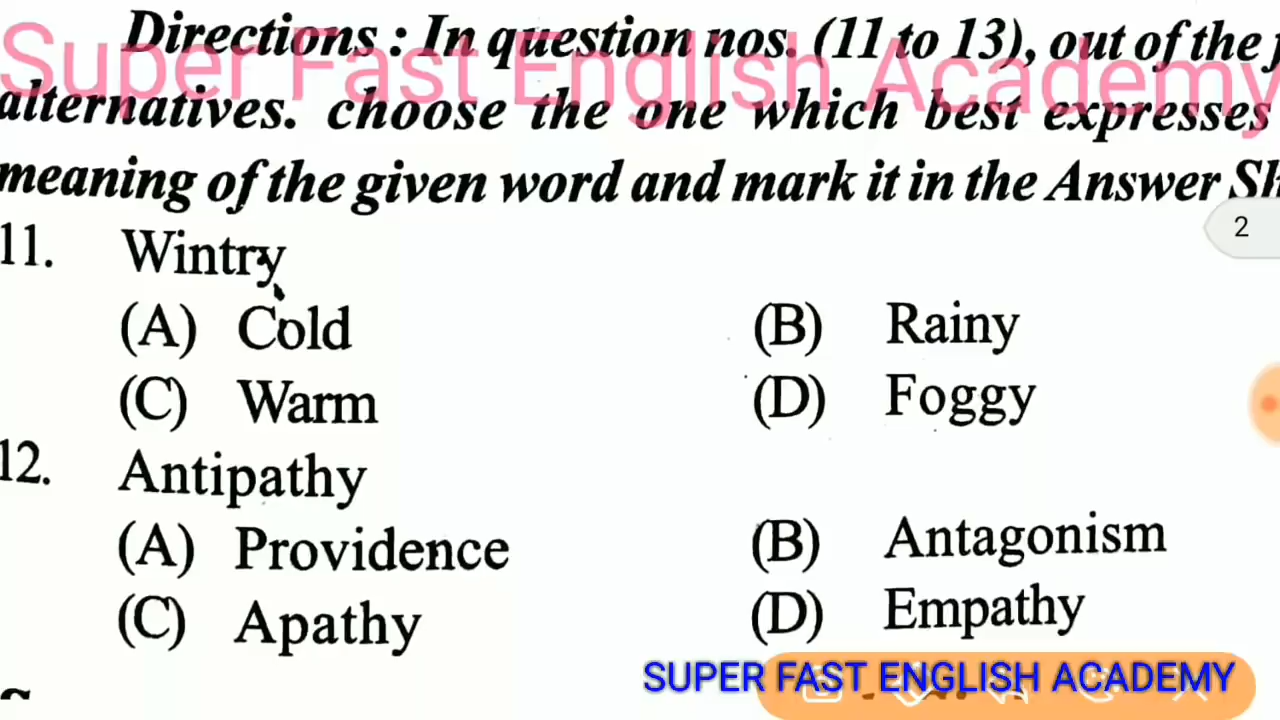 Directions : In question nos. (11 to 13), out of the
Super Fast English Academy
alternatives. choose the one which best expresses
meaning of the given word and mark it in the Answer
2
11. Wintry
(A) Cold (B) Rainy
(C) Warm (D) Foggy
12. Antipathy
(A) Providence (B) Antagonism
(C) Apathy (D) Empathy
SUPER FAST ENGLISH ACADEMY